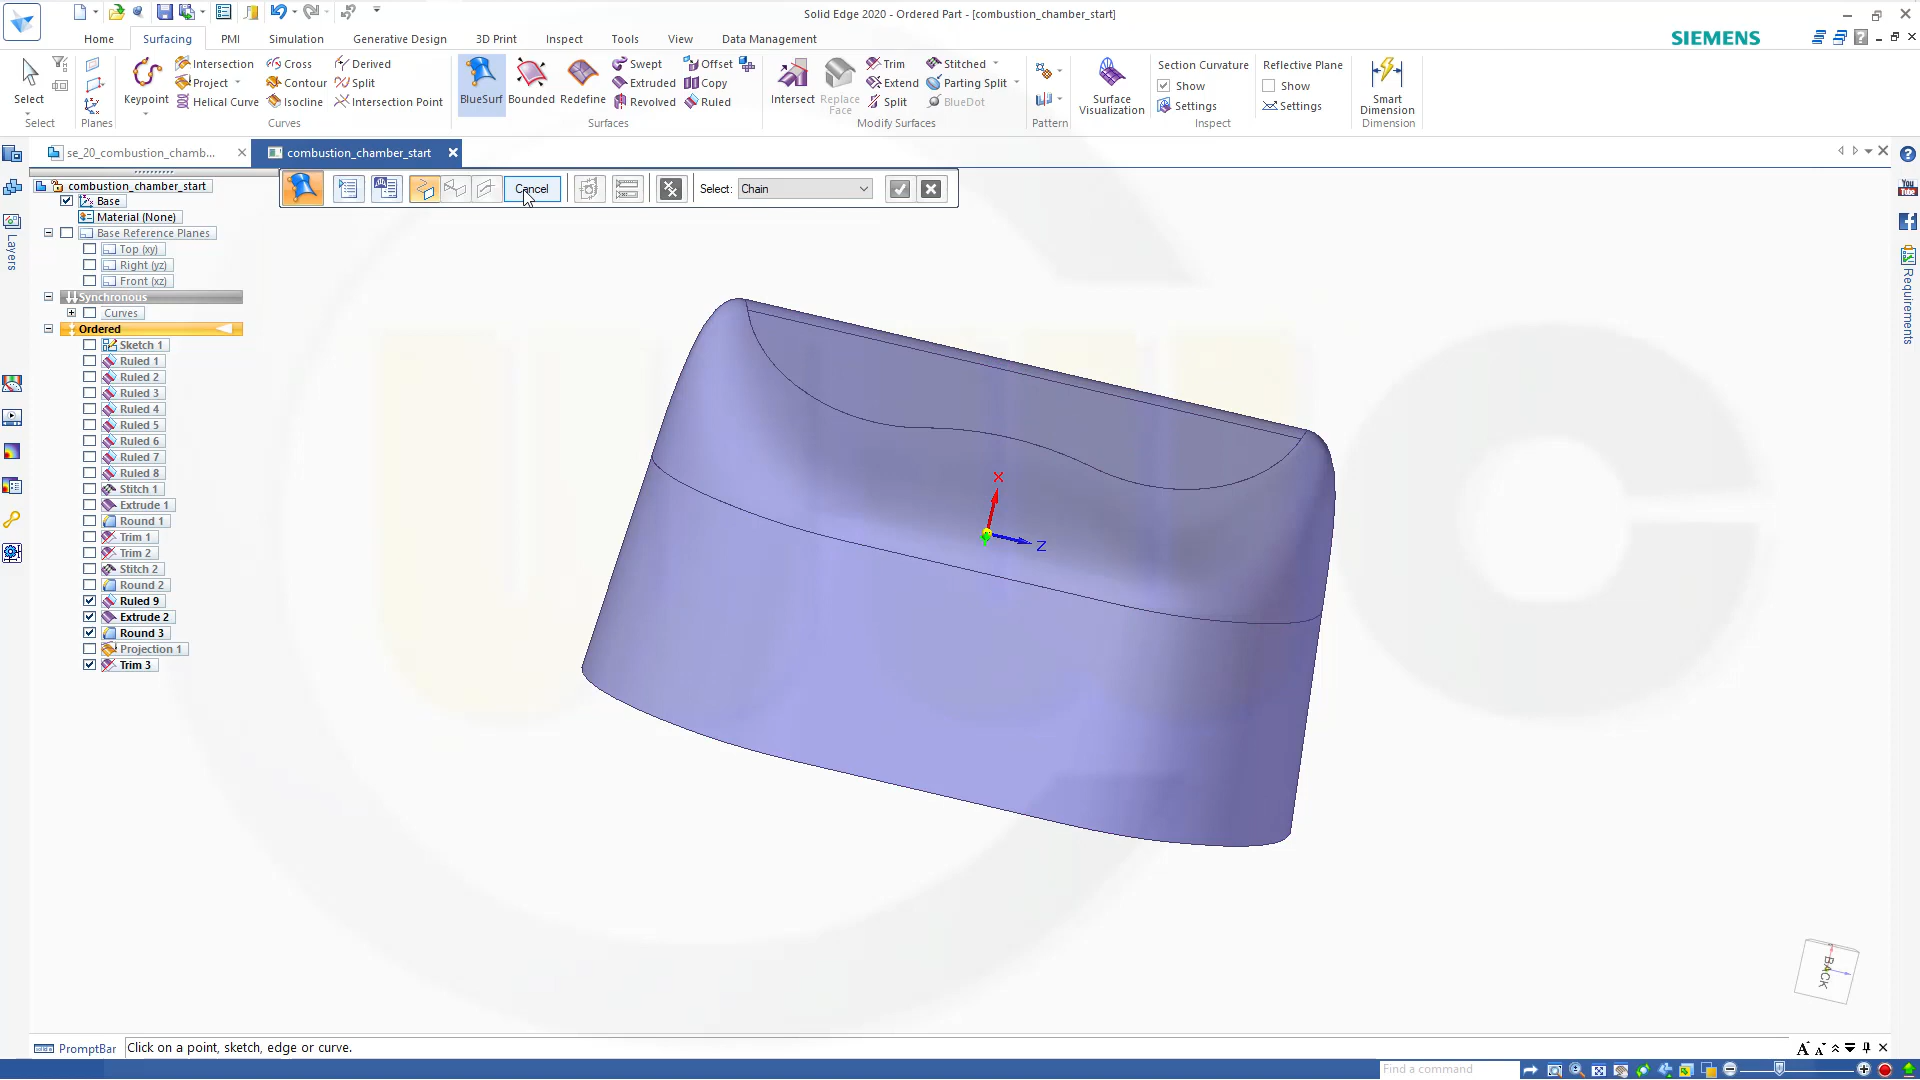 Solid Edge 2020 - Ordered Part - [combustion_chamber_start]
Home Surfacing PMI Simulation Generative Design 3D Print Inspect Tools View Data Management
SIEMENS
Select
Select
Planes
Keypoint
Intersection
Project
Helical Curve
Cross
Contour
Isocline
Derived
Split
Intersection Point
Curves
BlueSurf
Bounded
Redefine
Swept
Extruded
Revolved
Offset
Copy
Ruled
Surfaces
Intersect
Replace
Face
Trim
Extend
Split
Stitched
Parting Split
BlueDot
Modify Surfaces
Pattern
Surface
Visualization
Section Curvature
Show
Settings
Reflective Plane
Show
Settings
Inspect
Smart
Dimension
Dimension
se_20_combustion_chamb...
combustion_chamber_start
Cancel
Select:
Chain
combustion_chamber_start
Base
Material (None)
Base Reference Planes
Top (xy)
Right (yz)
Front (xz)
Synchronous
Curves
Ordered
Sketch 1
Ruled 1
Ruled 2
Ruled 3
Ruled 4
Ruled 5
Ruled 6
Ruled 7
Ruled 8
Stitch 1
Extrude 1
Round 1
Trim 1
Trim 2
Stitch 2
Round 2
Ruled 9
Extrude 2
Round 3
Projection 1
Trim 3
Layers
You
Tube
Requirements
X
Z
BACK
PromptBar
Click on a point, sketch, edge or curve.
Find a command